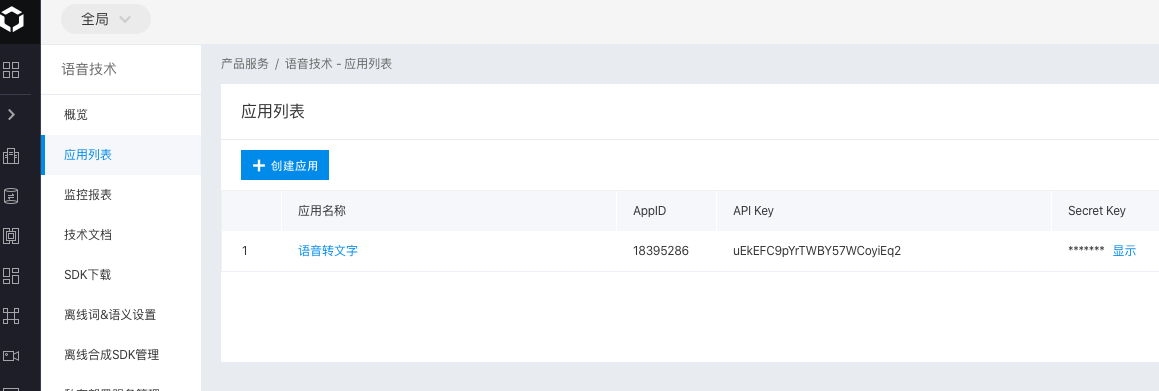 全局
语音技术
产品服务 / 语音技术 - 应用列表
概览
应用列表
应用列表
监控报表
技术文档
SDK下载
离线词&语义设置
离线合成SDK管理
创建应用
应用名称 AppID API Key Secret Key
1 语音转文字 18395286 uEkEFC9pYrTWBY57WCoyiEq2 ******* 显示